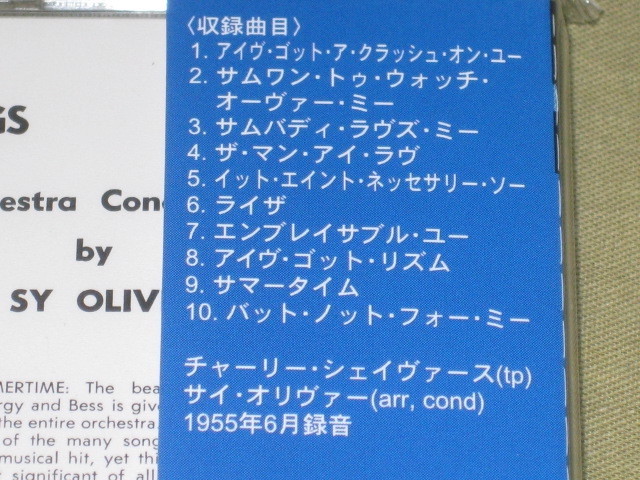 〈収録曲目〉
1. アイヴ・ゴット・ア・クラッシュ・オン・ユー
2. サムワン・トゥ・ウォッチ・
オーヴァー・ミー
3. サムバディ・ラヴズ・ミー
4. ザ・マン・アイ・ラヴ
5. イット・エイント・ネッセサリー・ソー
6. ライザ
7. エンブレイサブル・ユー
8. アイヴ・ゴット・リズム
9. サマータイム
10. バット・ノット・フォー・ミー
チャーリー・シェイヴァース(tp)
サイ・オリヴァー(arr, cond)
1955年6月録音
GS
estra Con
by
SY OLIV
MERTIME: The bea
rgy and Bess is give
the entire orchestra.
of the many song
musical hit, yet thi
t significant of all